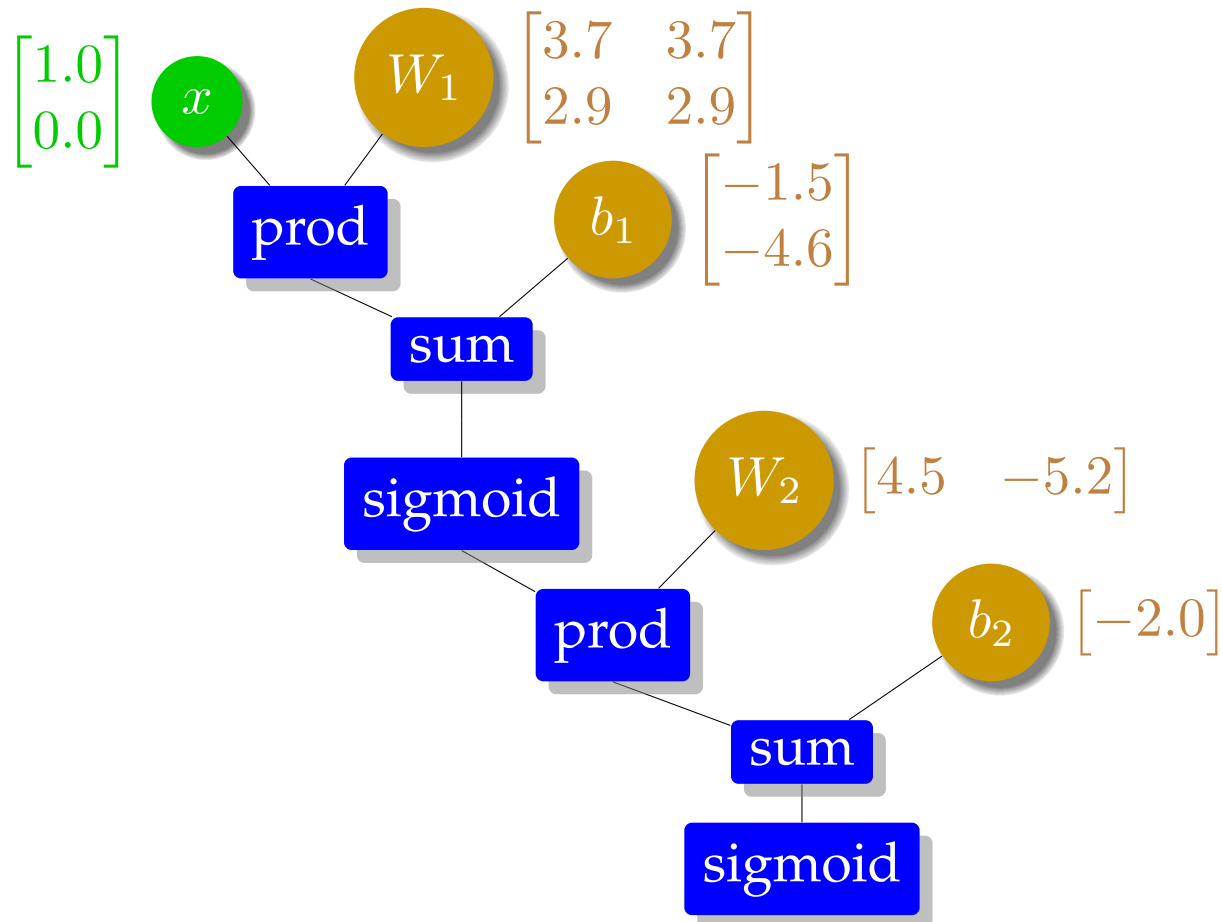 [1.0
0.0]
x
W₁
[3.7 3.7
2.9 2.9]
prod
b₁
[−1.5
−4.6]
sum
sigmoid
W₂
[4.5 −5.2]
prod
b₂
[−2.0]
sum
sigmoid